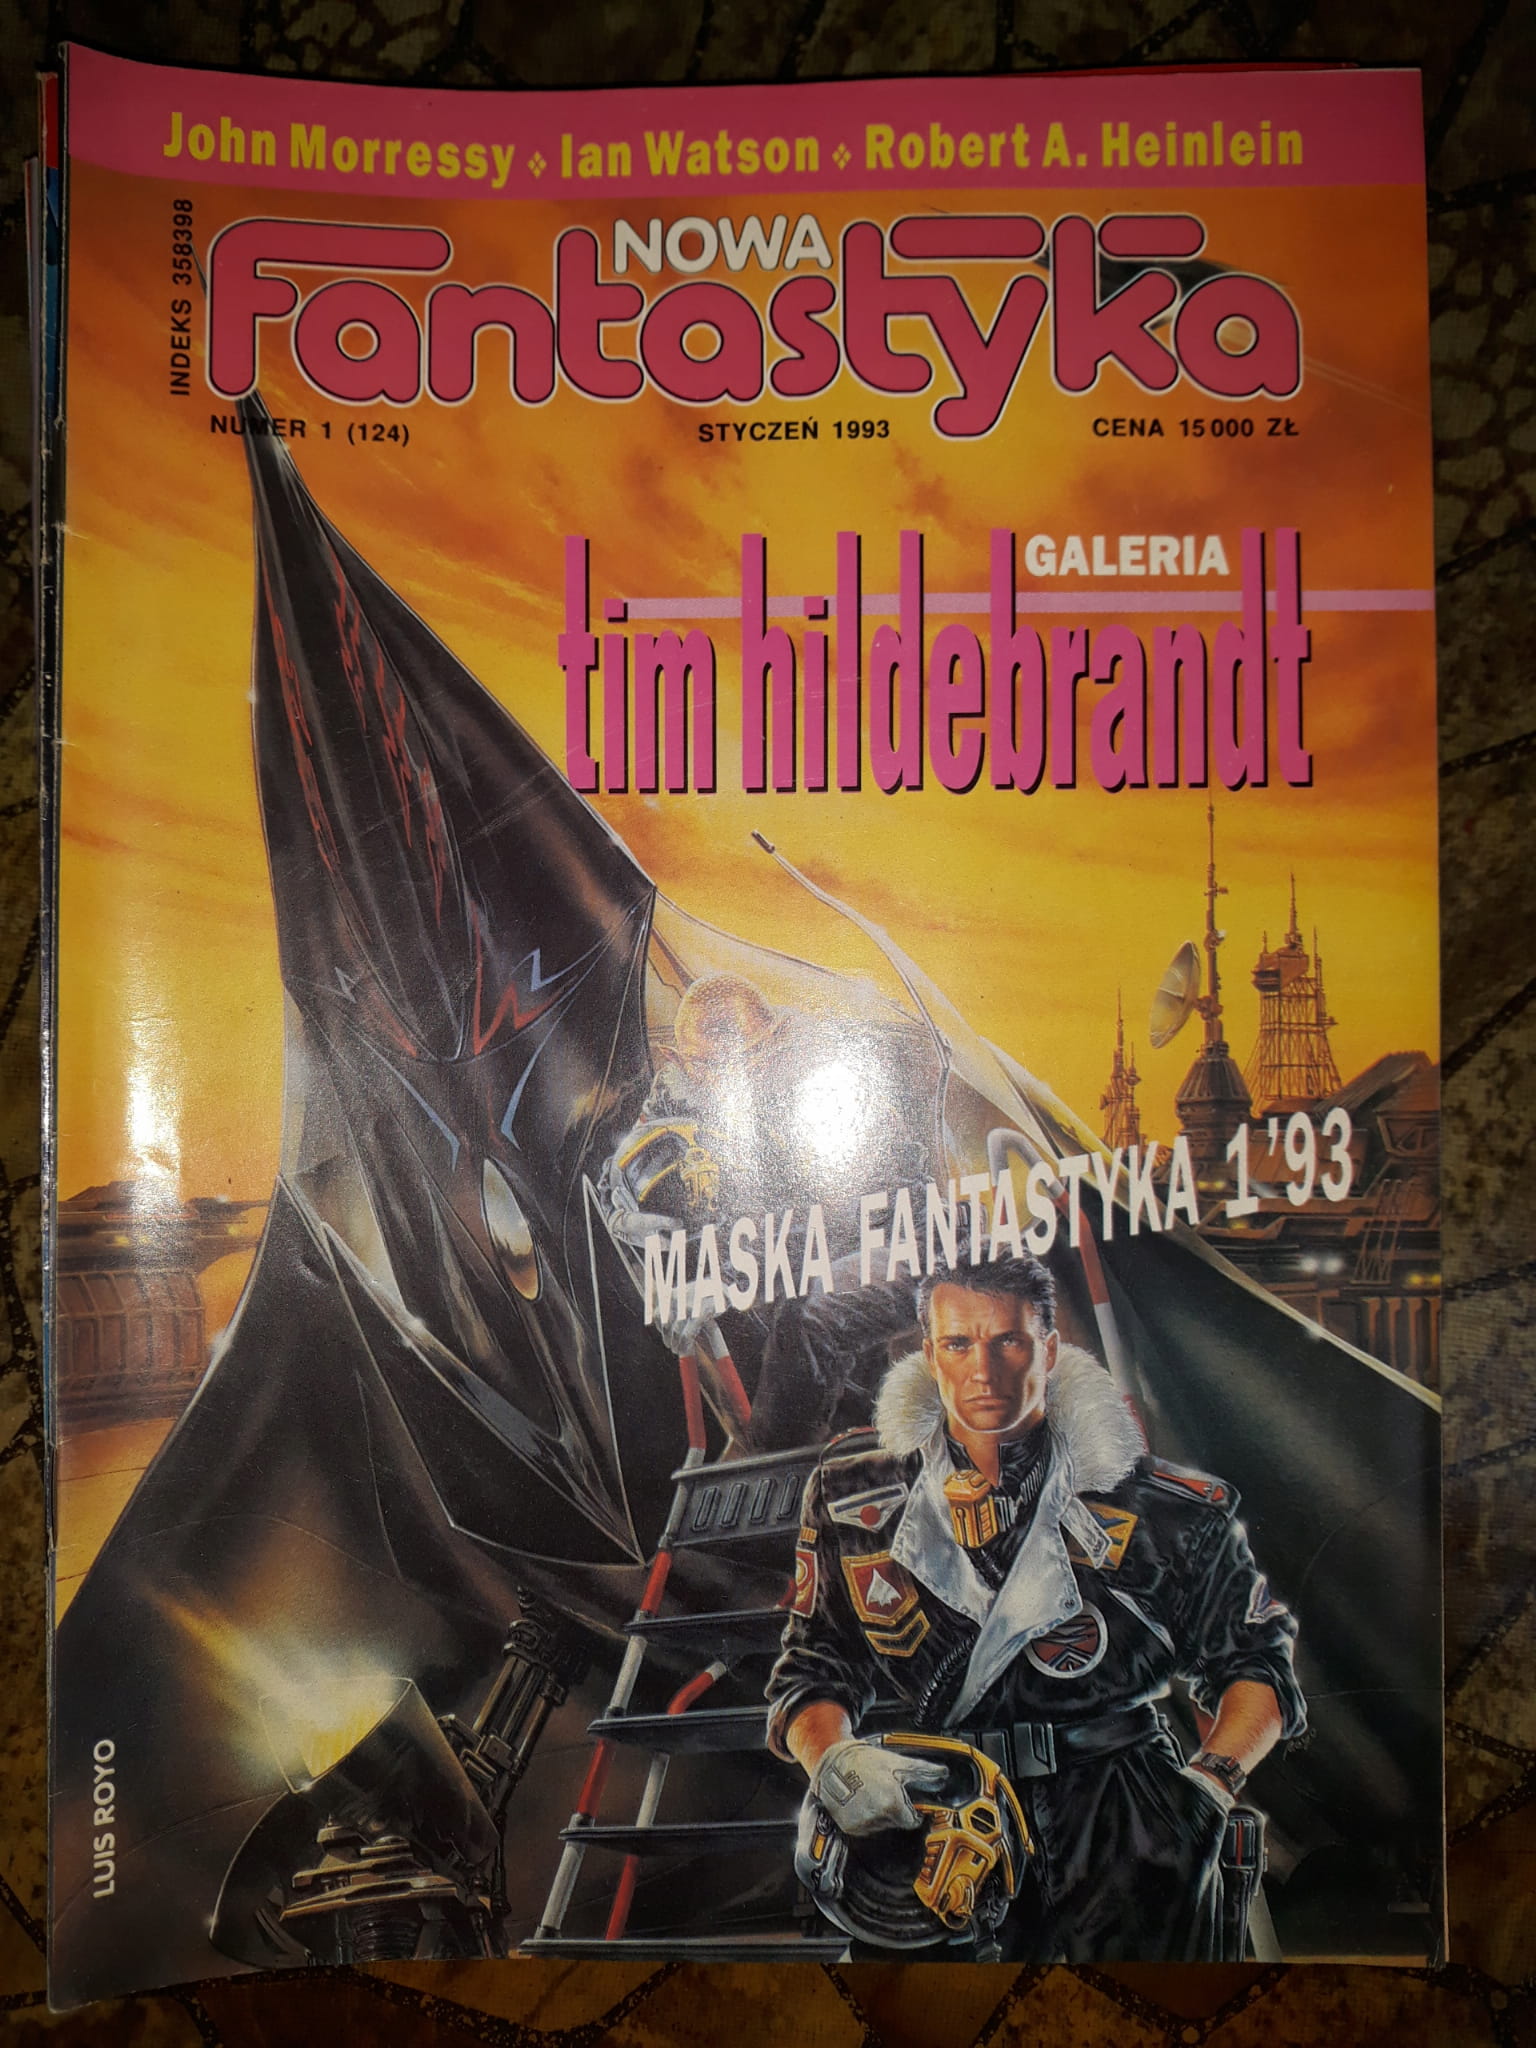 John Morressy ❖ Ian Watson ❖ Robert A. Heinlein
INDEKS 358398
NOWA
Fantastyka
NUMER 1 (124) STYCZEŃ 1993 CENA 15 000 ZŁ
GALERIA
tim hildebrandt
MASKA FANTASTYKA 1'93
LUIS ROYO